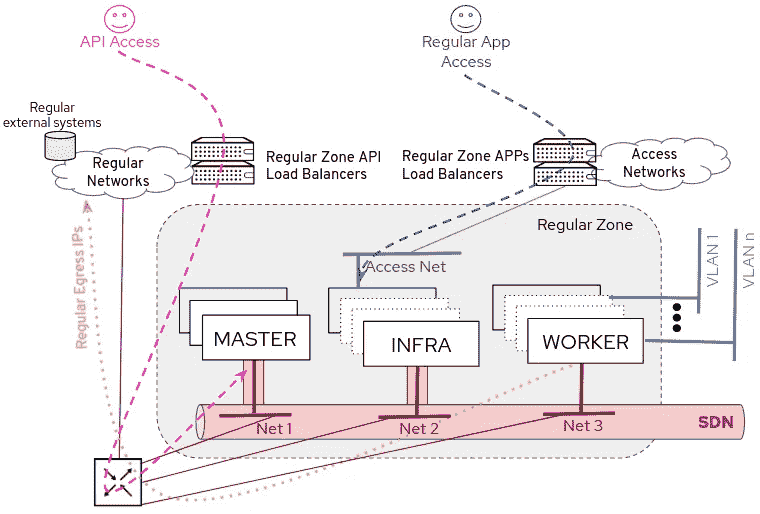 API Access
Regular App
Access
Regular
external systems
Regular
Networks
Regular Zone API
Load Balancers
Regular Zone APPs
Load Balancers
Access
Networks
Regular Zone
Access Net
VLAN 1
VLAN n
Regular Egress IPs
MASTER
INFRA
WORKER
Net 1
Net 2
Net 3
SDN